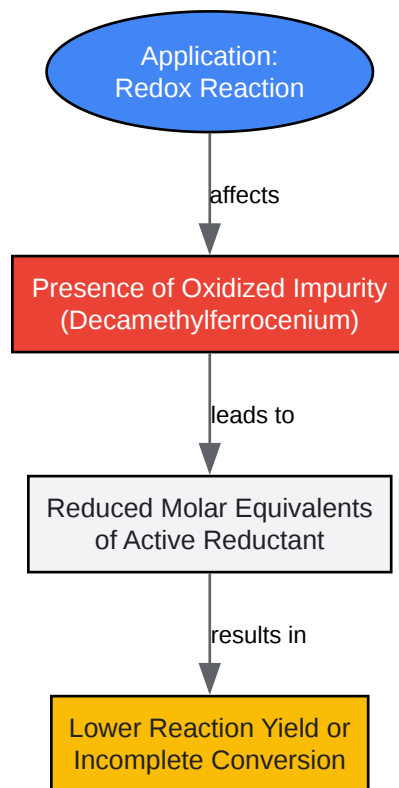 Application:
Redox Reaction
affects
Presence of Oxidized Impurity
(Decamethylferrocenium)
leads to
Reduced Molar Equivalents
of Active Reductant
results in
Lower Reaction Yield or
Incomplete Conversion